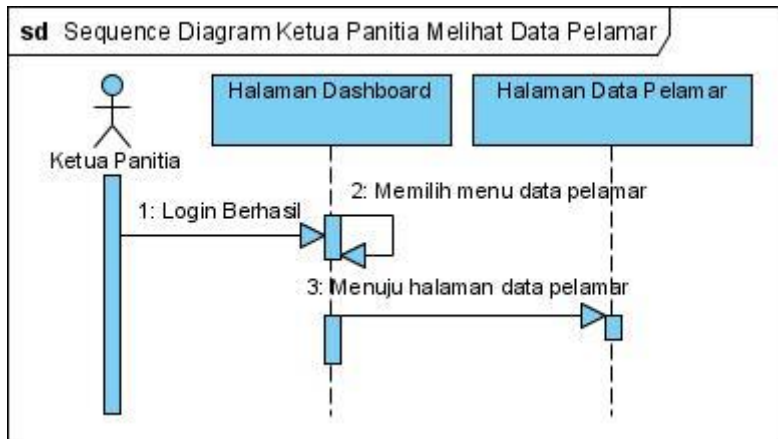 sd Sequence Diagram Ketua Panitia Melihat Data Pelamar
Halaman Dashboard
Halaman Data Pelamar
Ketua Panitia
2: Memilih menu data pelamar
1: Login Berhasil
3: Menuju halaman data pelamar